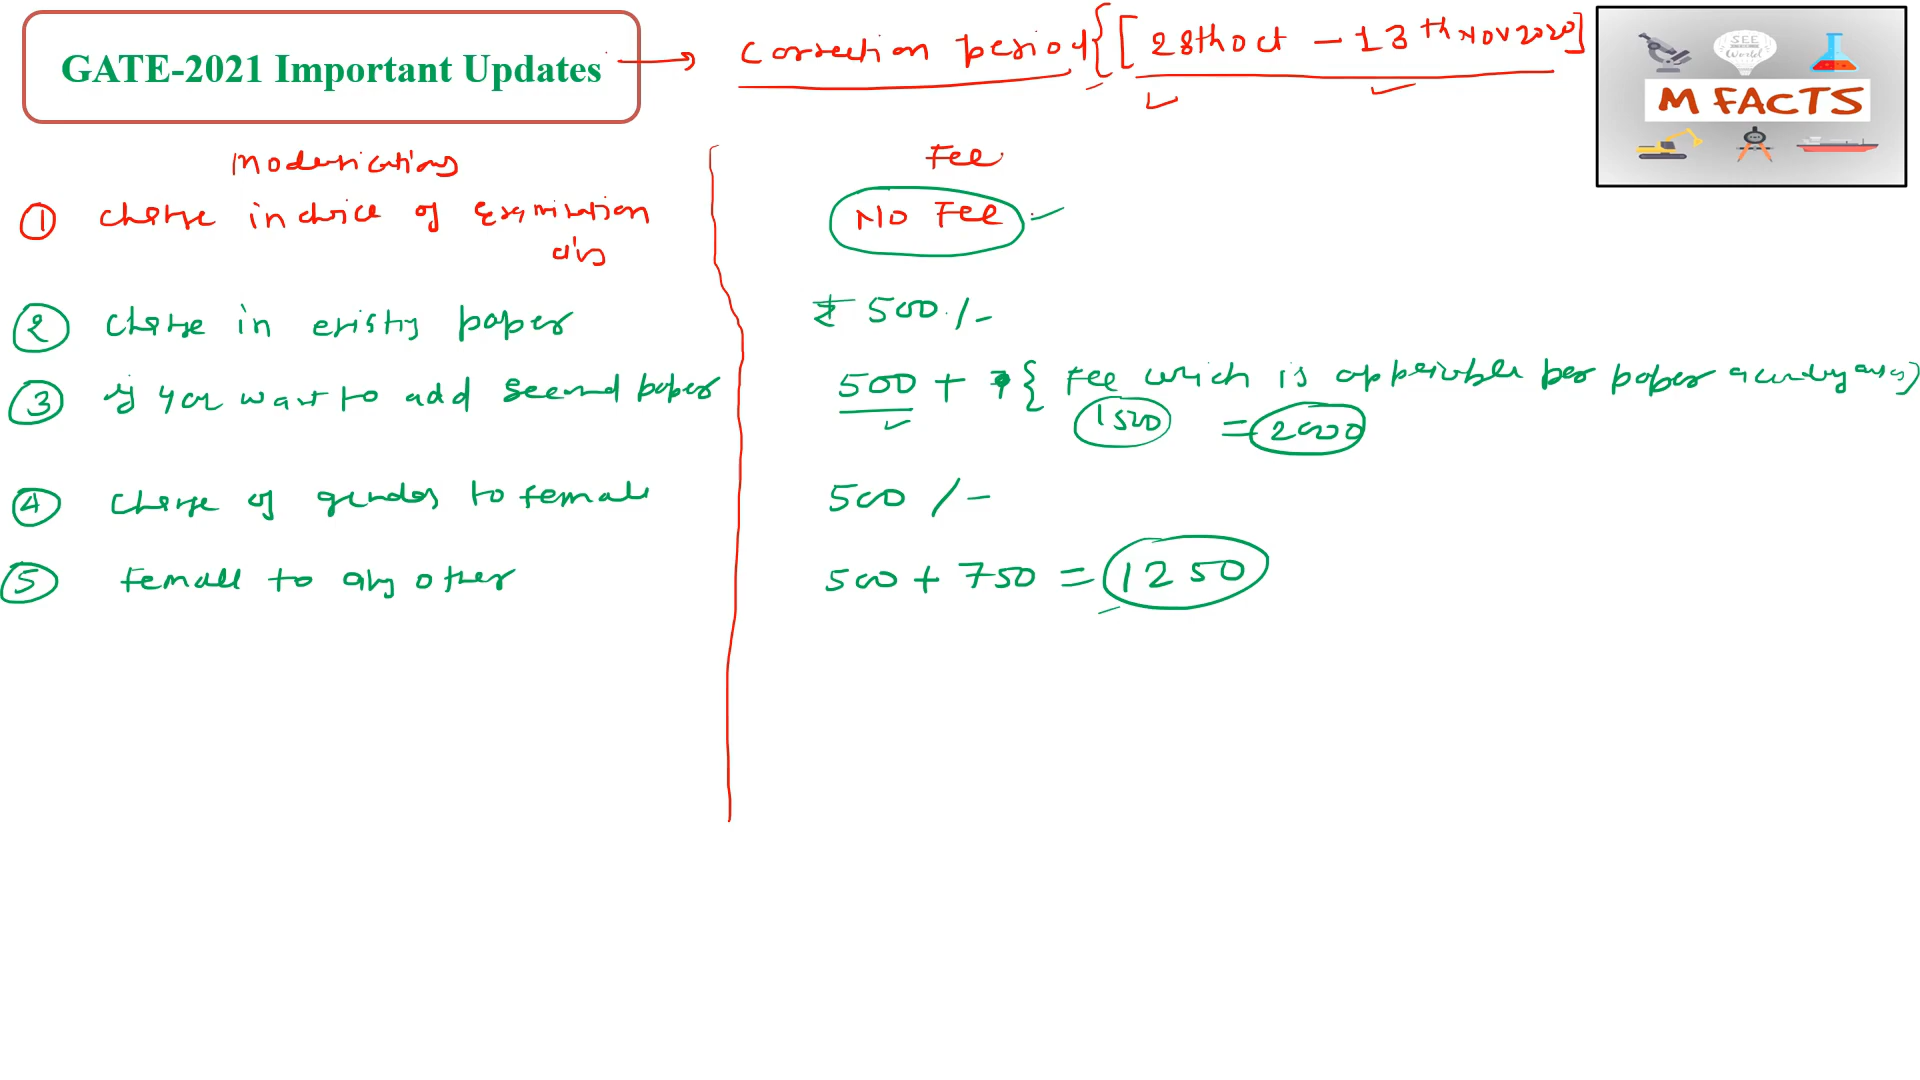 GATE-2021 Important Updates → Correction period { [28th Oct - 13th Nov 2020]
SEE
World
M FACTS
Modifications Fee
① Change in choice of Examination NO FEE
② Change in existing paper ₹ 500/-
③ if you want to add second paper 500 + { Fee which is applicable per paper
1500 = 2000
④ Change of gender to female 500/-
⑤ Female to any other 500 + 750 = 1250